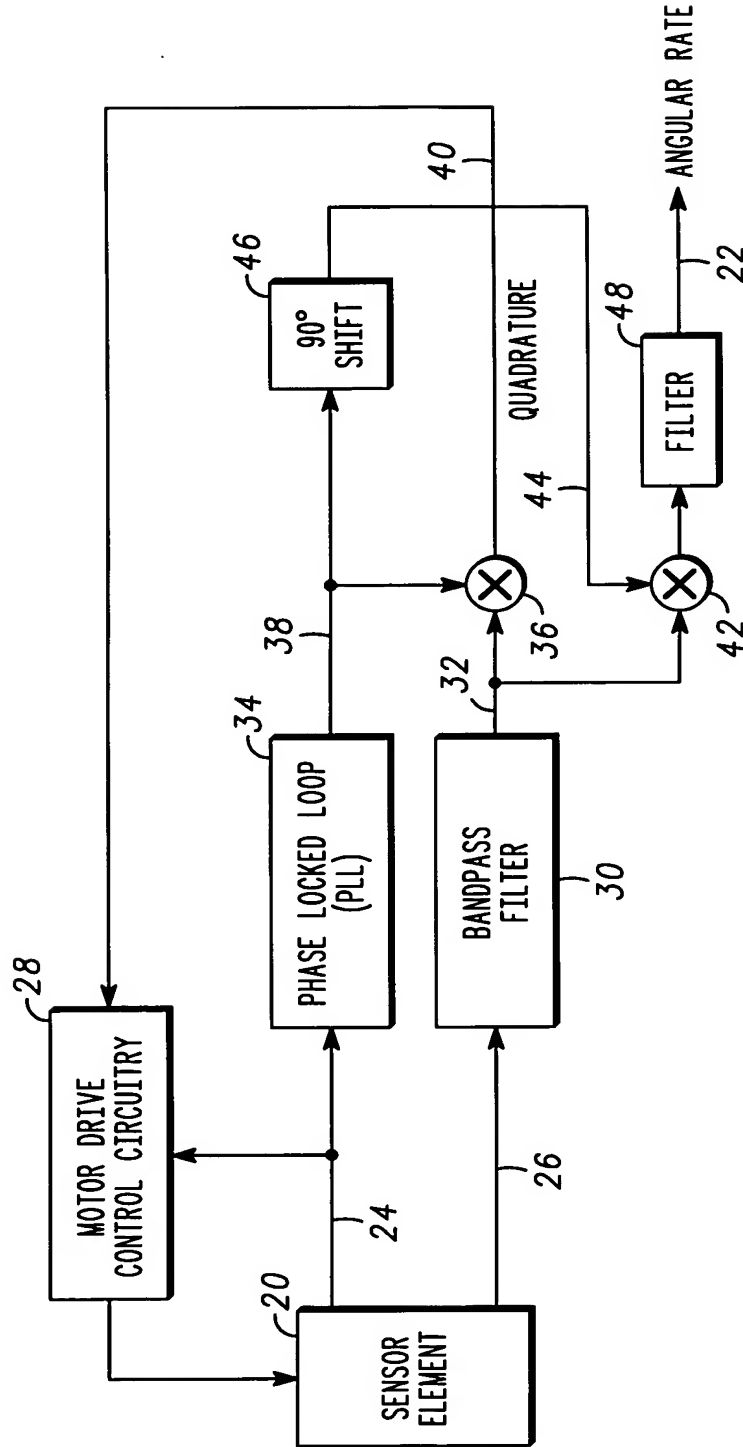 28
MOTOR DRIVE
CONTROL CIRCUITRY
20
SENSOR
ELEMENT
24
26
34
PHASE LOCKED LOOP
(PLL)
38
46
90°
SHIFT
BANDPASS
FILTER
30
32
36
40
QUADRATURE
44
42
48
FILTER
22
ANGULAR RATE